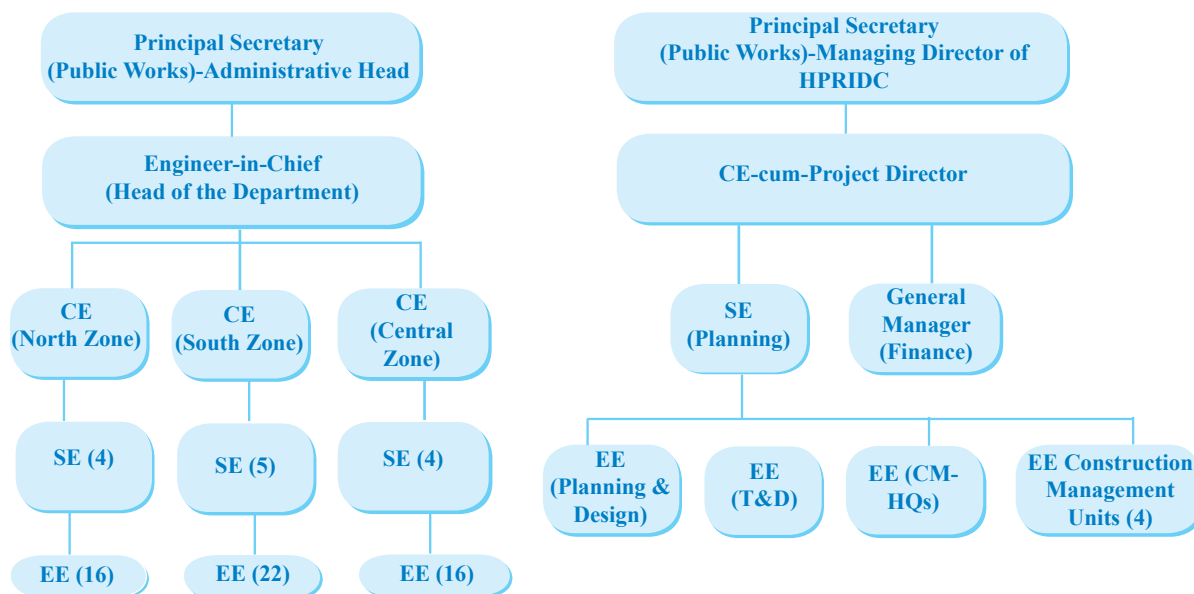 Principal Secretary
(Public Works)-Administrative Head
Engineer-in-Chief
(Head of the Department)
CE
(North Zone)
CE
(South Zone)
CE
(Central
Zone)
SE (4)
SE (5)
SE (4)
EE (16)
EE (22)
EE (16)
Principal Secretary
(Public Works)-Managing Director of
HPRIDC
CE-cum-Project Director
SE
(Planning)
General
Manager
(Finance)
EE
(Planning &
Design)
EE
(T&D)
EE (CM-
HQs)
EE Construction
Management
Units (4)